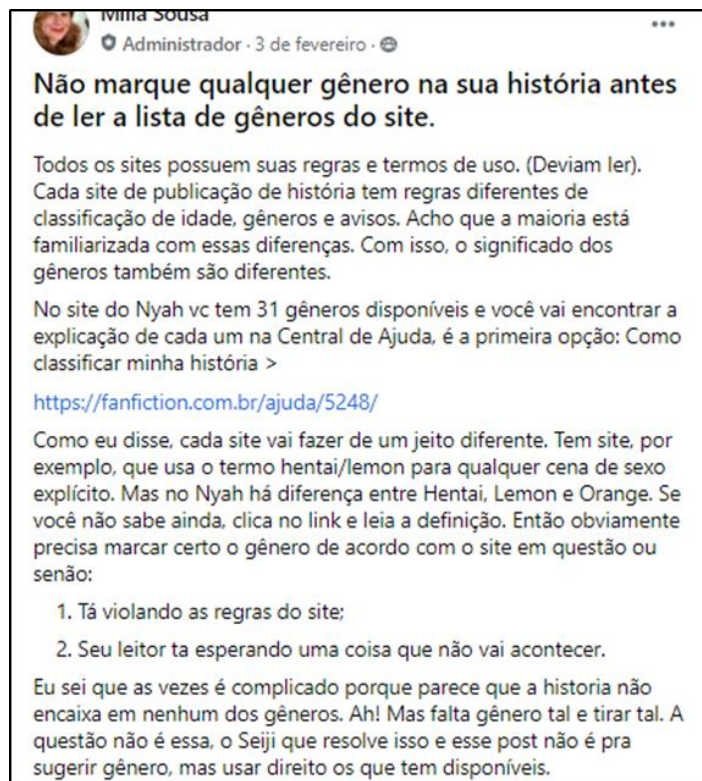 Milla Sousa
Administrador · 3 de fevereiro ·
Não marque qualquer gênero na sua história antes
de ler a lista de gêneros do site.
Todos os sites possuem suas regras e termos de uso. (Deviam ler).
Cada site de publicação de história tem regras diferentes de
classificação de idade, gêneros e avisos. Acho que a maioria está
familiarizada com essas diferenças. Com isso, o significado dos
gêneros também são diferentes.
No site do Nyah vc tem 31 gêneros disponíveis e você vai encontrar a
explicação de cada um na Central de Ajuda, é a primeira opção: Como
classificar minha história >
https://fanfiction.com.br/ajuda/5248/
Como eu disse, cada site vai fazer de um jeito diferente. Tem site, por
exemplo, que usa o termo hentai/lemon para qualquer cena de sexo
explícito. Mas no Nyah há diferença entre Hentai, Lemon e Orange. Se
você não sabe ainda, clica no link e leia a definição. Então obviamente
precisa marcar certo o gênero de acordo com o site em questão ou
senão:
1. Tá violando as regras do site;
2. Seu leitor ta esperando uma coisa que não vai acontecer.
Eu sei que as vezes é complicado porque parece que a historia não
encaixa em nenhum dos gêneros. Ah! Mas falta gênero tal e tirar tal. A
questão não é essa, o Seiji que resolve isso e esse post não é pra
sugerir gênero, mas usar direito os que tem disponíveis.